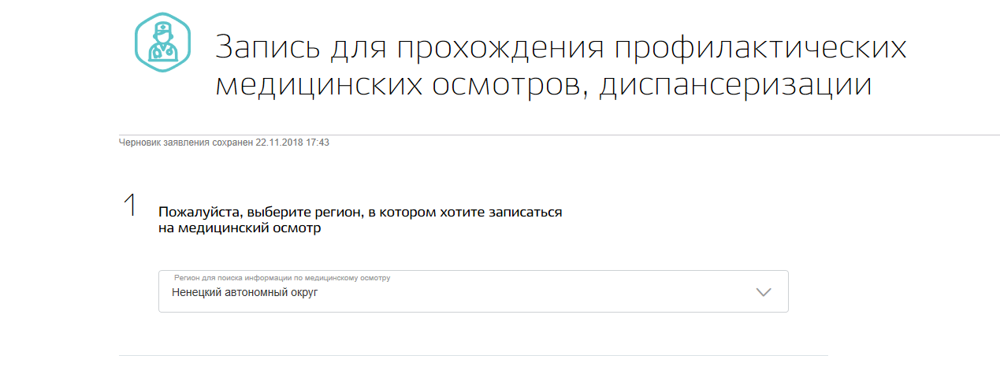 Запись для прохождения профилактических
медицинских осмотров, диспансеризации
Черновик заявления сохранен 22.11.2018 17:43
1
Пожалуйста, выберите регион, в котором хотите записаться
на медицинский осмотр
Регион для поиска информации по медицинскому осмотру
Ненецкий автономный округ